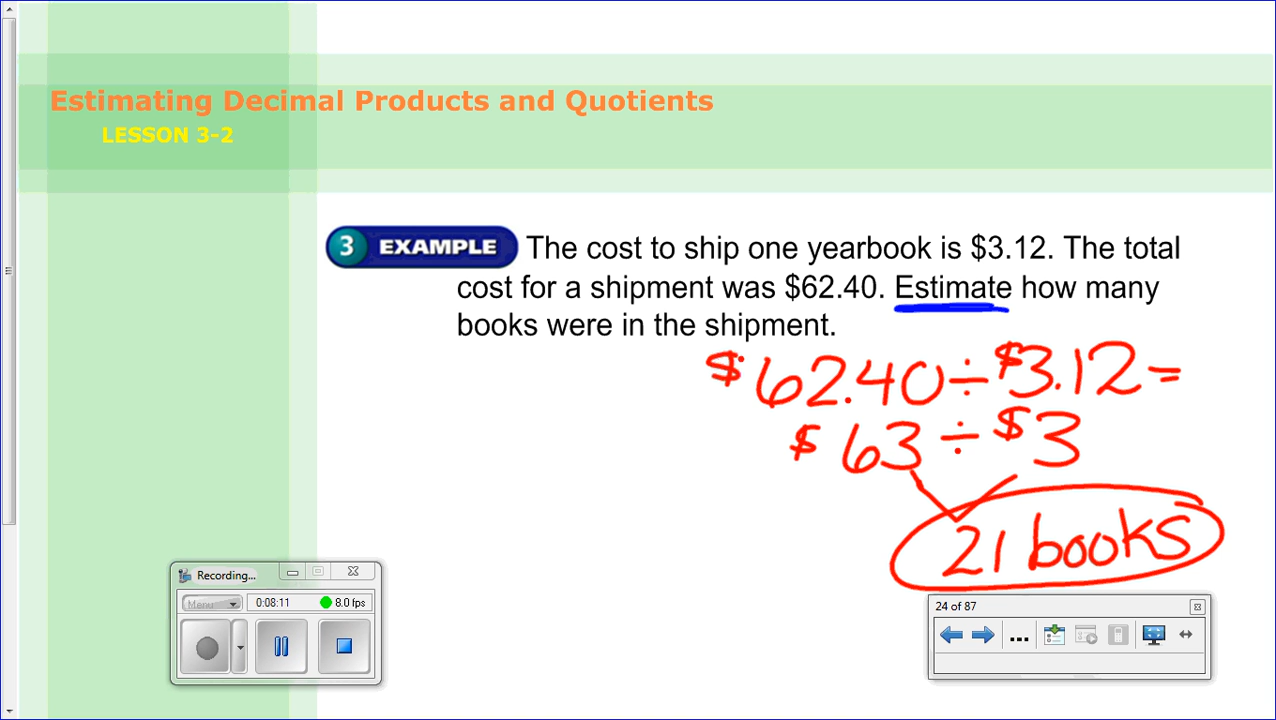 Estimating Decimal Products and Quotients
LESSON 3-2
3 EXAMPLE The cost to ship one yearbook is $3.12. The total
cost for a shipment was $62.40. Estimate how many
books were in the shipment.
$62.40 ÷ $3.12 =
$63 ÷ $3
21 books
Recording...
Menu 0:08:11 8.0 fps
24 of 87
...